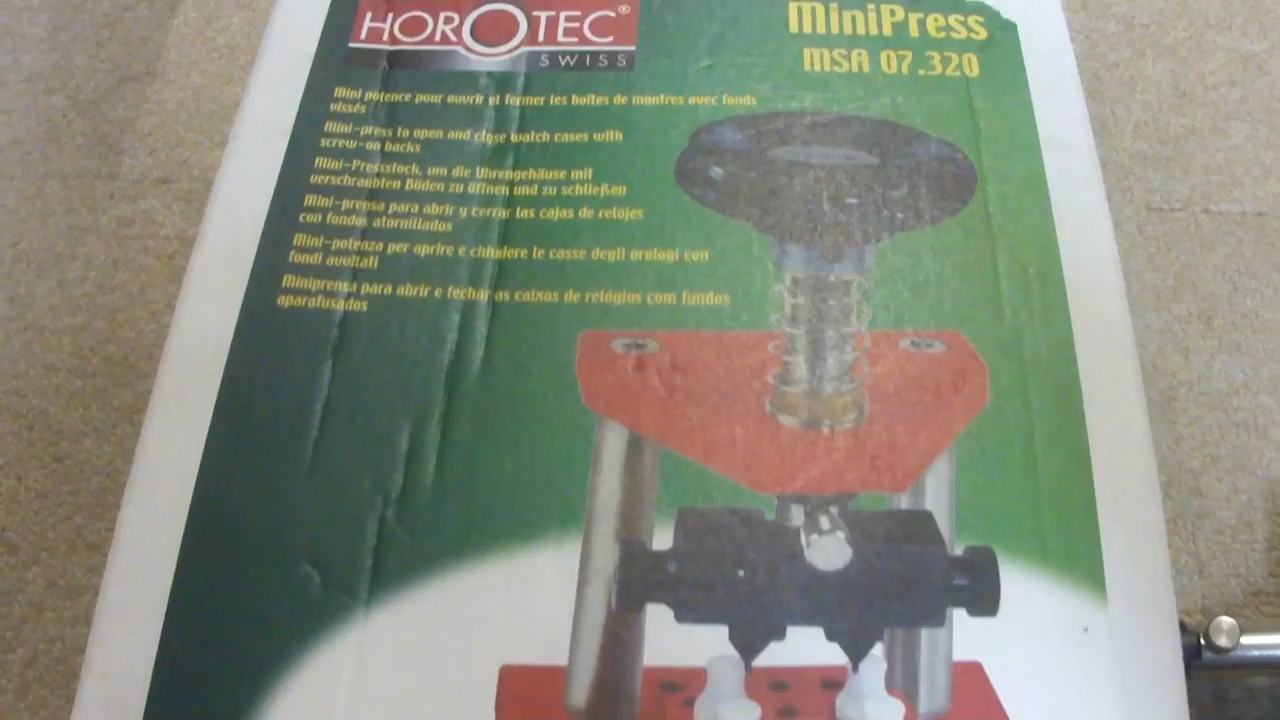 HOROTEC®
SWISS
MiniPress
MSA 07.320
Mini potence pour ouvrir et fermer les boîtes de montres avec fonds
vissés
Mini-press to open and close watch cases with
screw-on backs
Mini-Pressstock, um die Uhrengehäuse mit
verschraubten Böden zu öffnen und zu schließen
Mini-prensa para abrir y cerrar las cajas de relojes
con fondos atornillados
Mini-potenza per aprire e chiudere le casse degli orologi con
fondi avvitati
Miniprensa para abrir e fechar as caixas de relógios com fundos
aparafusados